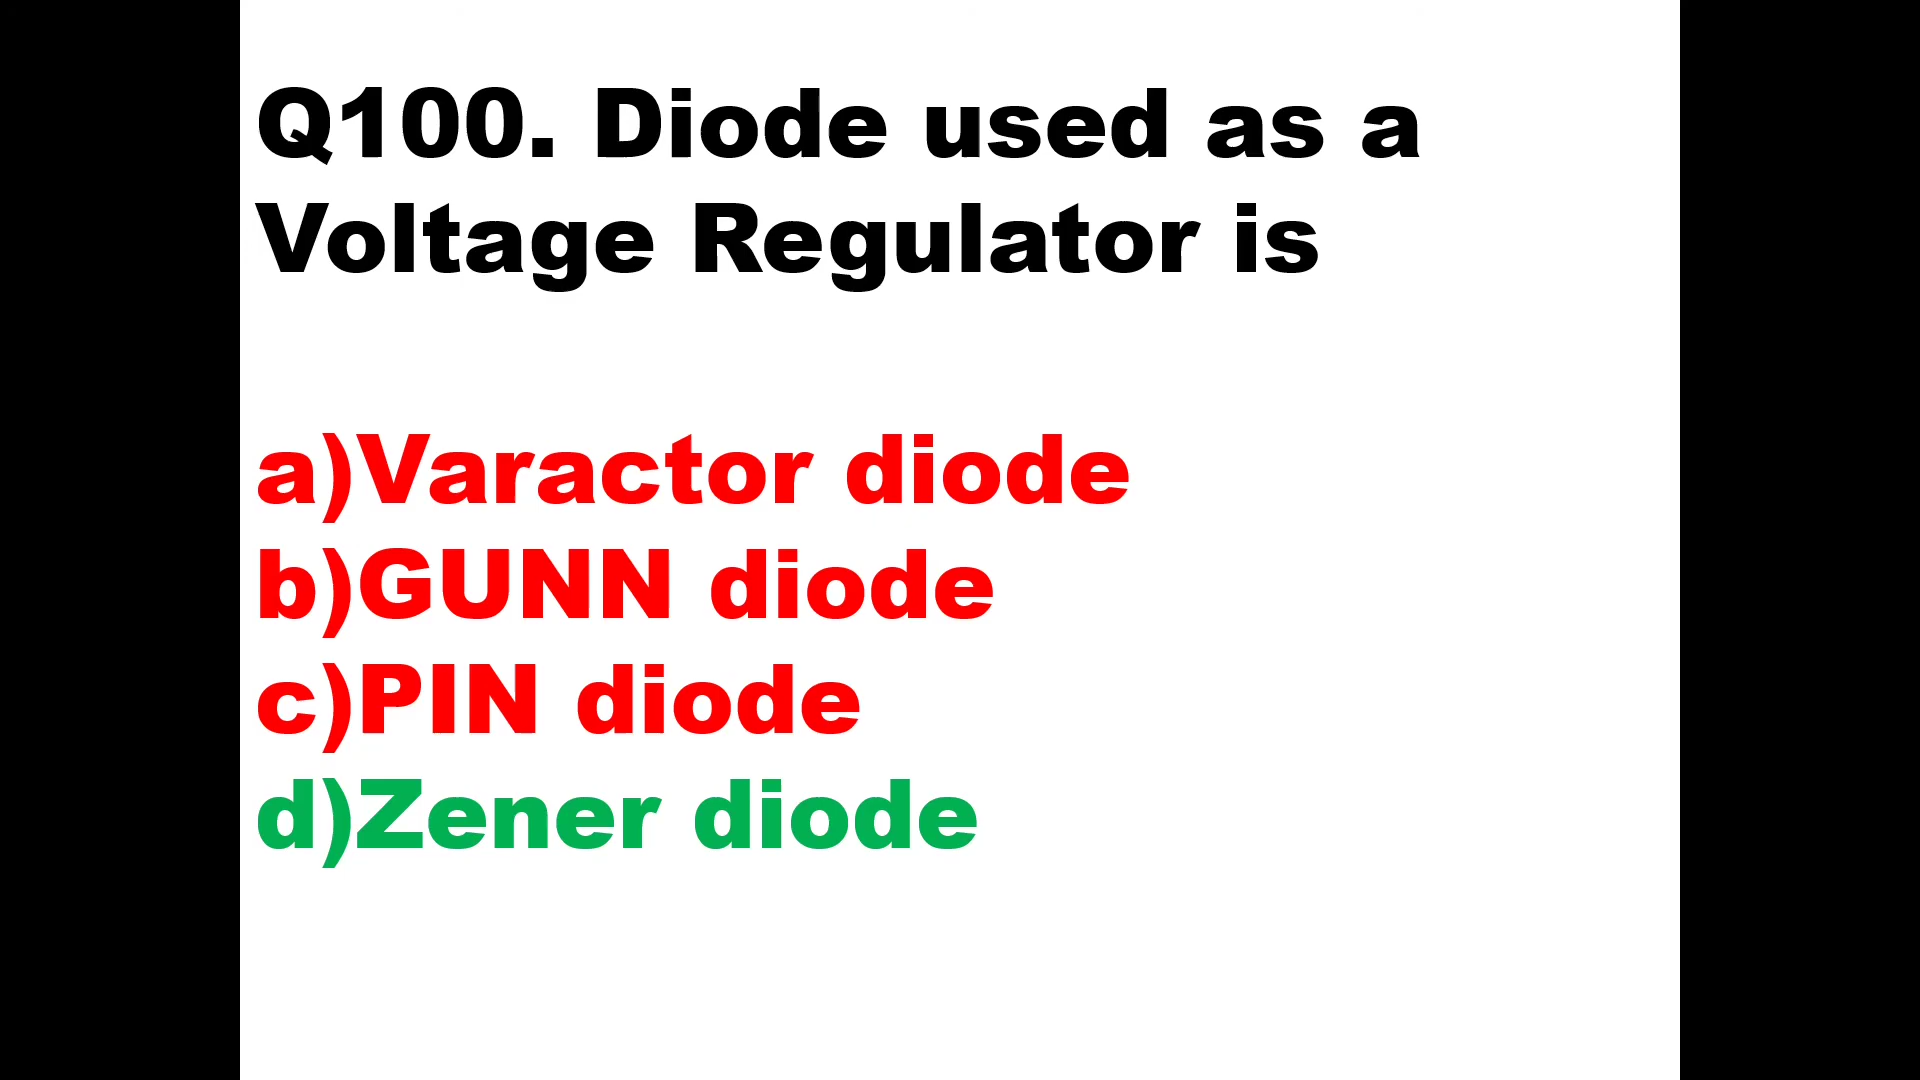 Q100. Diode used as a
Voltage Regulator is
a)Varactor diode
b)GUNN diode
c)PIN diode
d)Zener diode